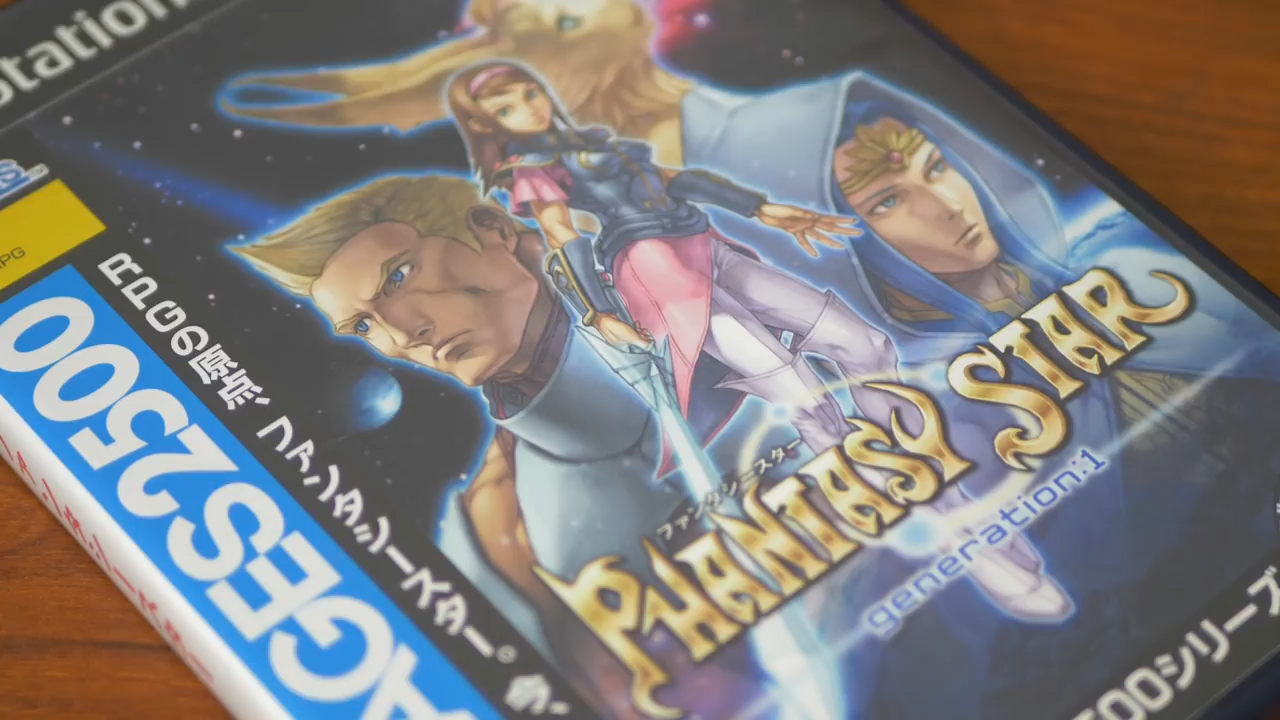 Station
RPG
AGES 2500
RPGの原点 ファンタシースター。今、
ファンタシースター
PHANTASY STAR
generation:1
500シリーズ